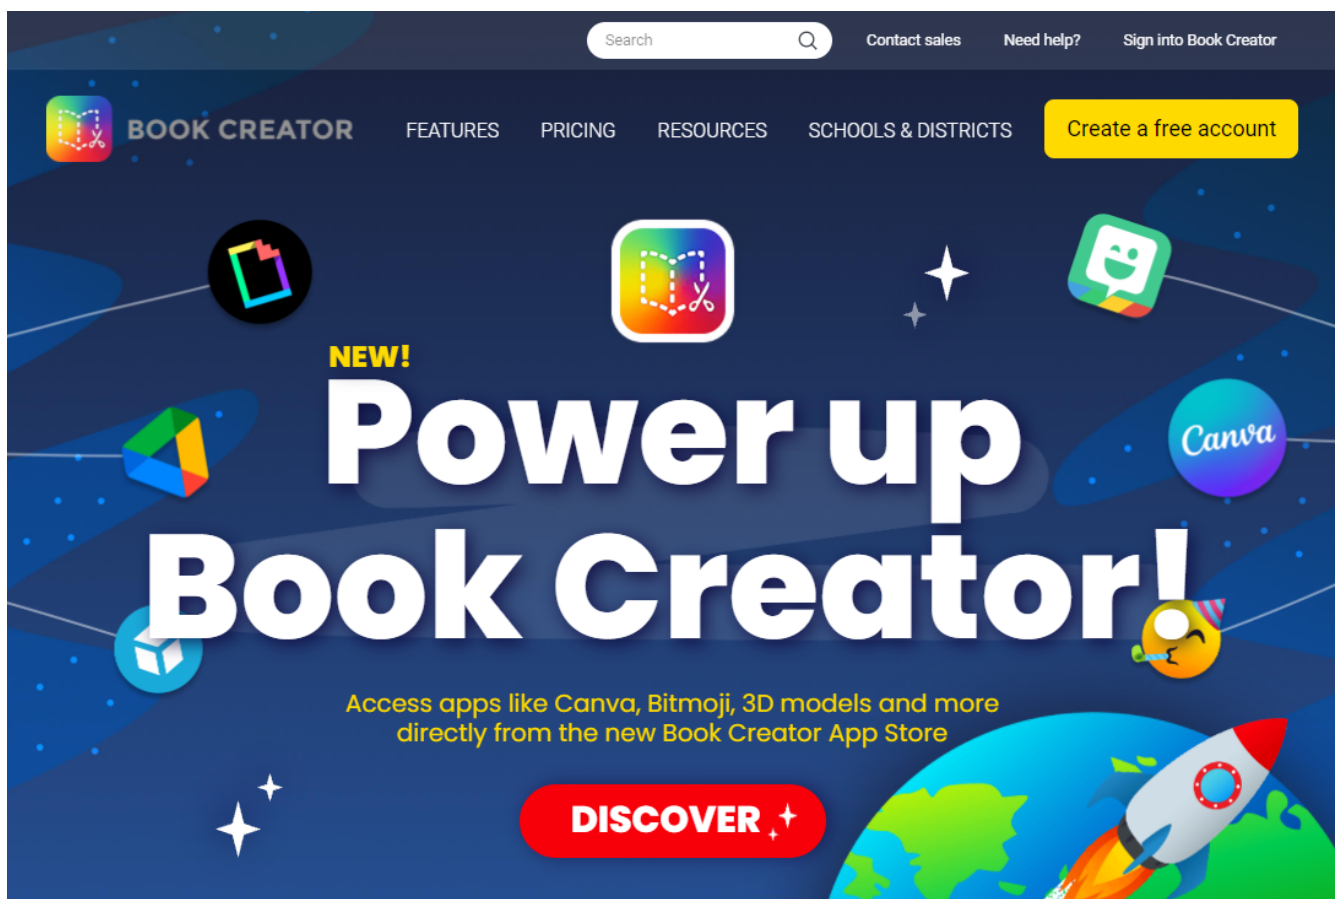 Search
Contact sales
Need help?
Sign into Book Creator
BOOK CREATOR
FEATURES
PRICING
RESOURCES
SCHOOLS & DISTRICTS
Create a free account
NEW!
Power up
Book Creator!
Canva
Access apps like Canva, Bitmoji, 3D models and more
directly from the new Book Creator App Store
DISCOVER